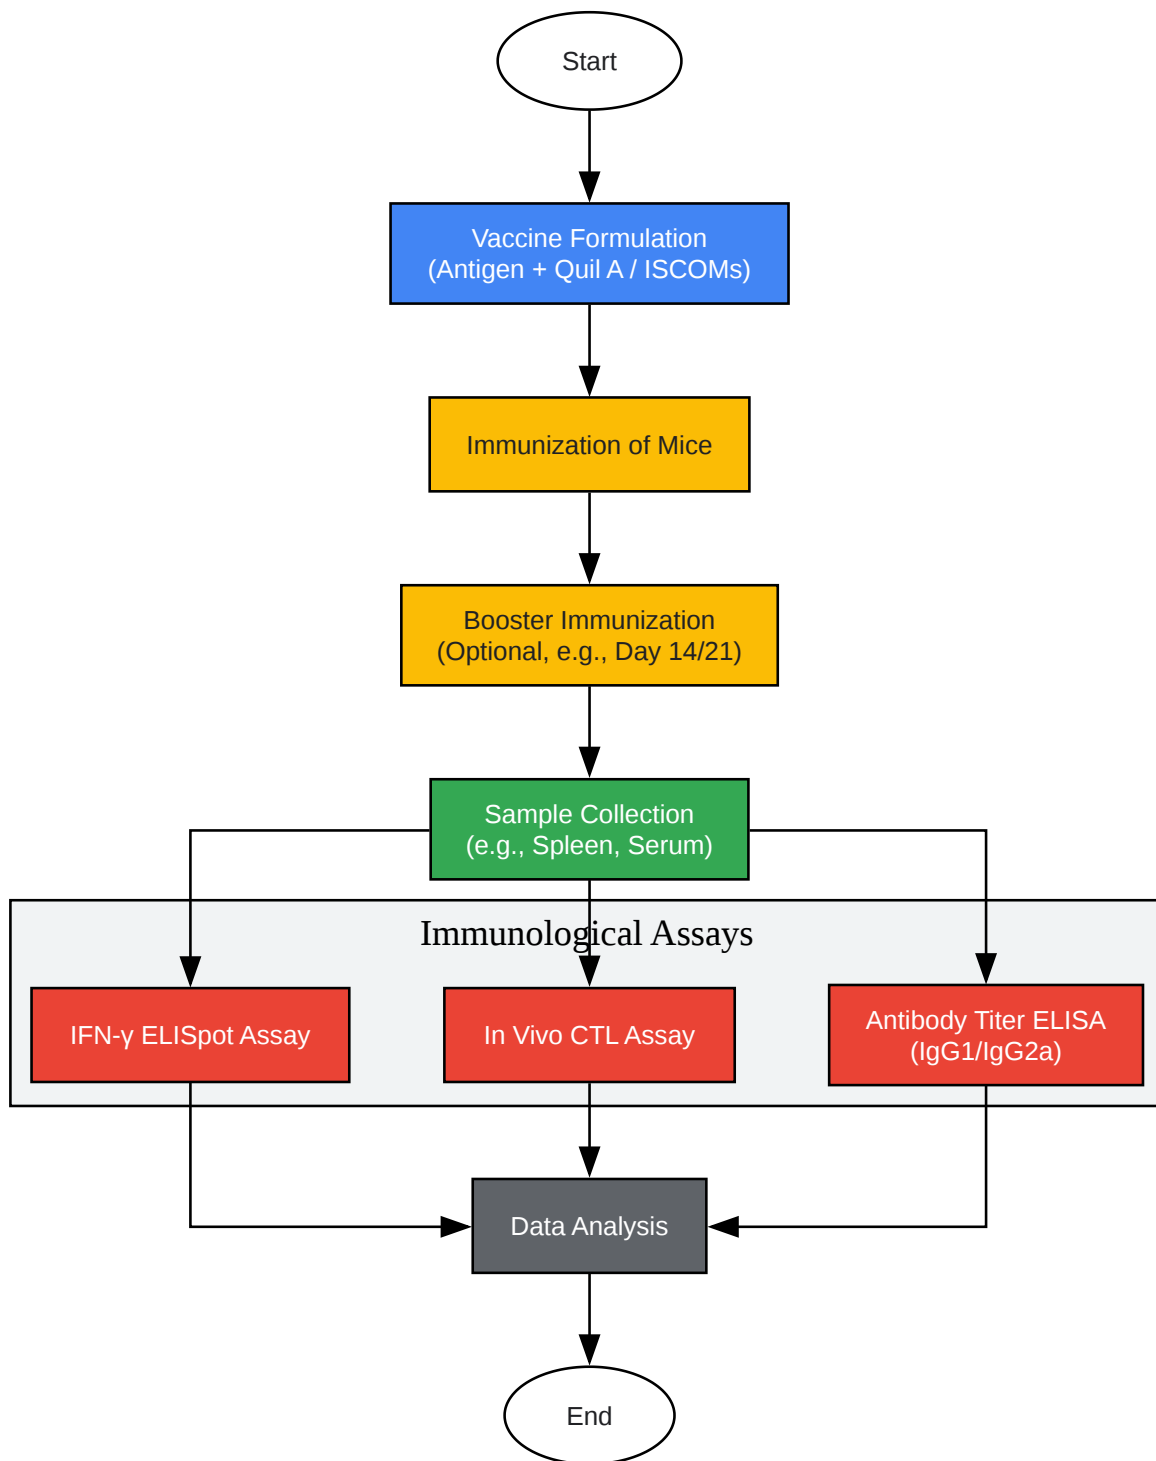 Start
Vaccine Formulation
(Antigen + Quil A / ISCOMs)
Immunization of Mice
Booster Immunization
(Optional, e.g., Day 14/21)
Sample Collection
(e.g., Spleen, Serum)
Immunological Assays
IFN-γ ELISpot Assay
In Vivo CTL Assay
Antibody Titer ELISA
(IgG1/IgG2a)
Data Analysis
End